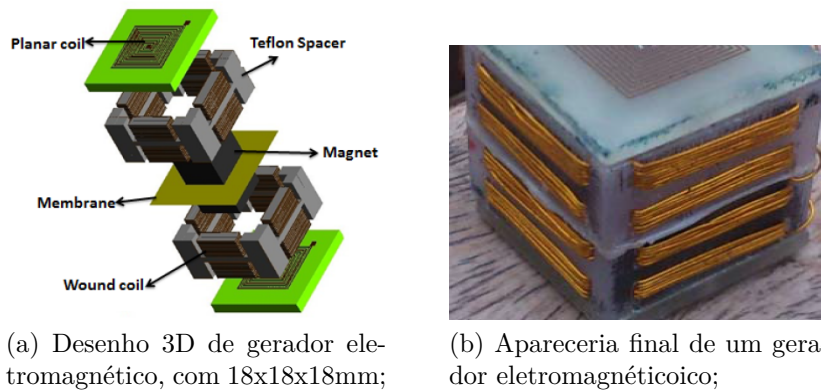 Planar coil
Teflon Spacer
Magnet
Membrane
Wound coil
(a) Desenho 3D de gerador ele-
tromagnético, com 18x18x18mm;
(b) Apareceria final de um gera
dor eletromagnéticoico;